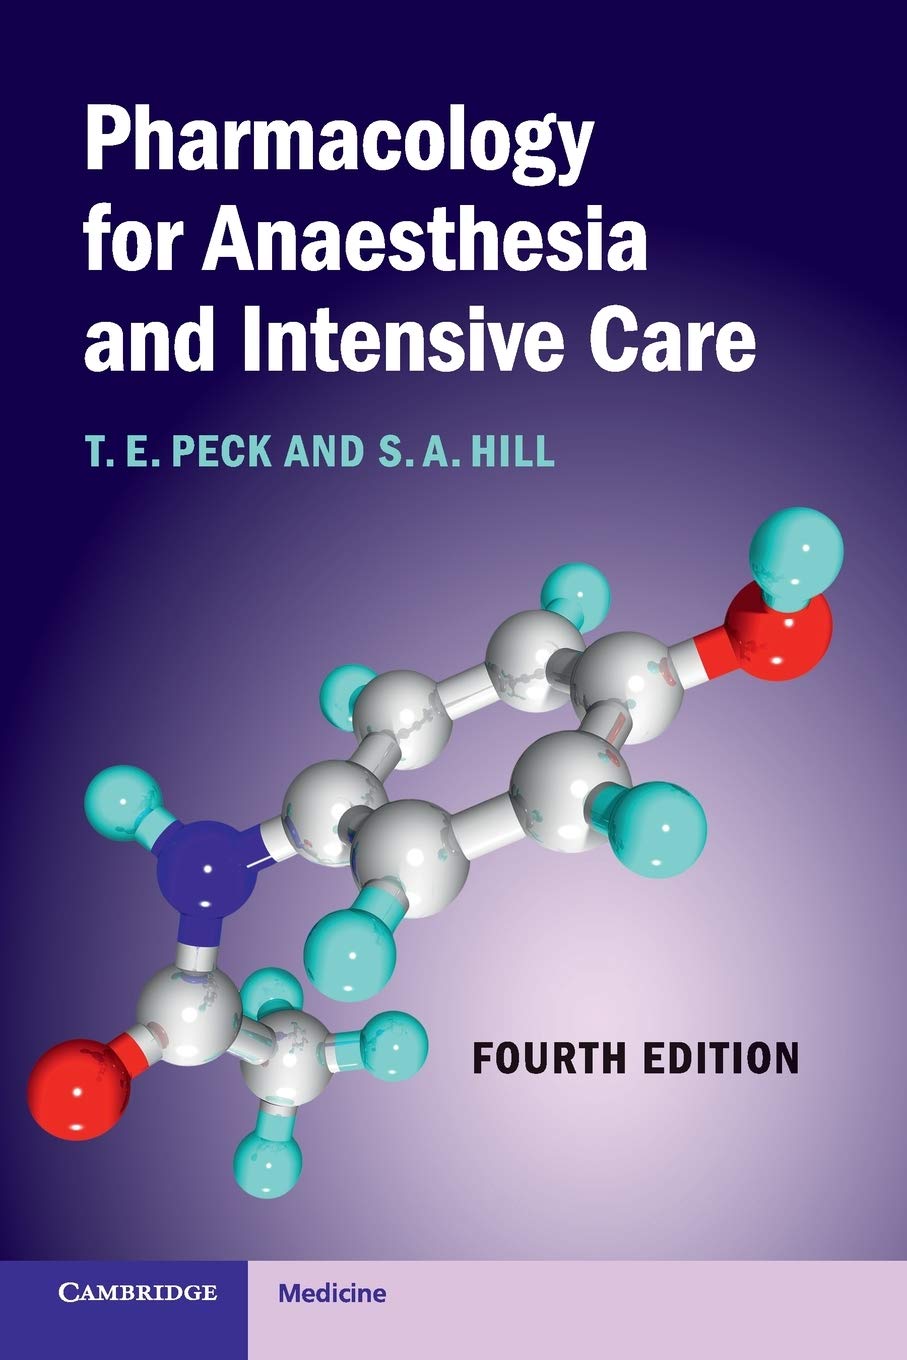 Pharmacology
for Anaesthesia
and Intensive Care
T. E. PECK AND S. A. HILL
FOURTH EDITION
CAMBRIDGE
Medicine